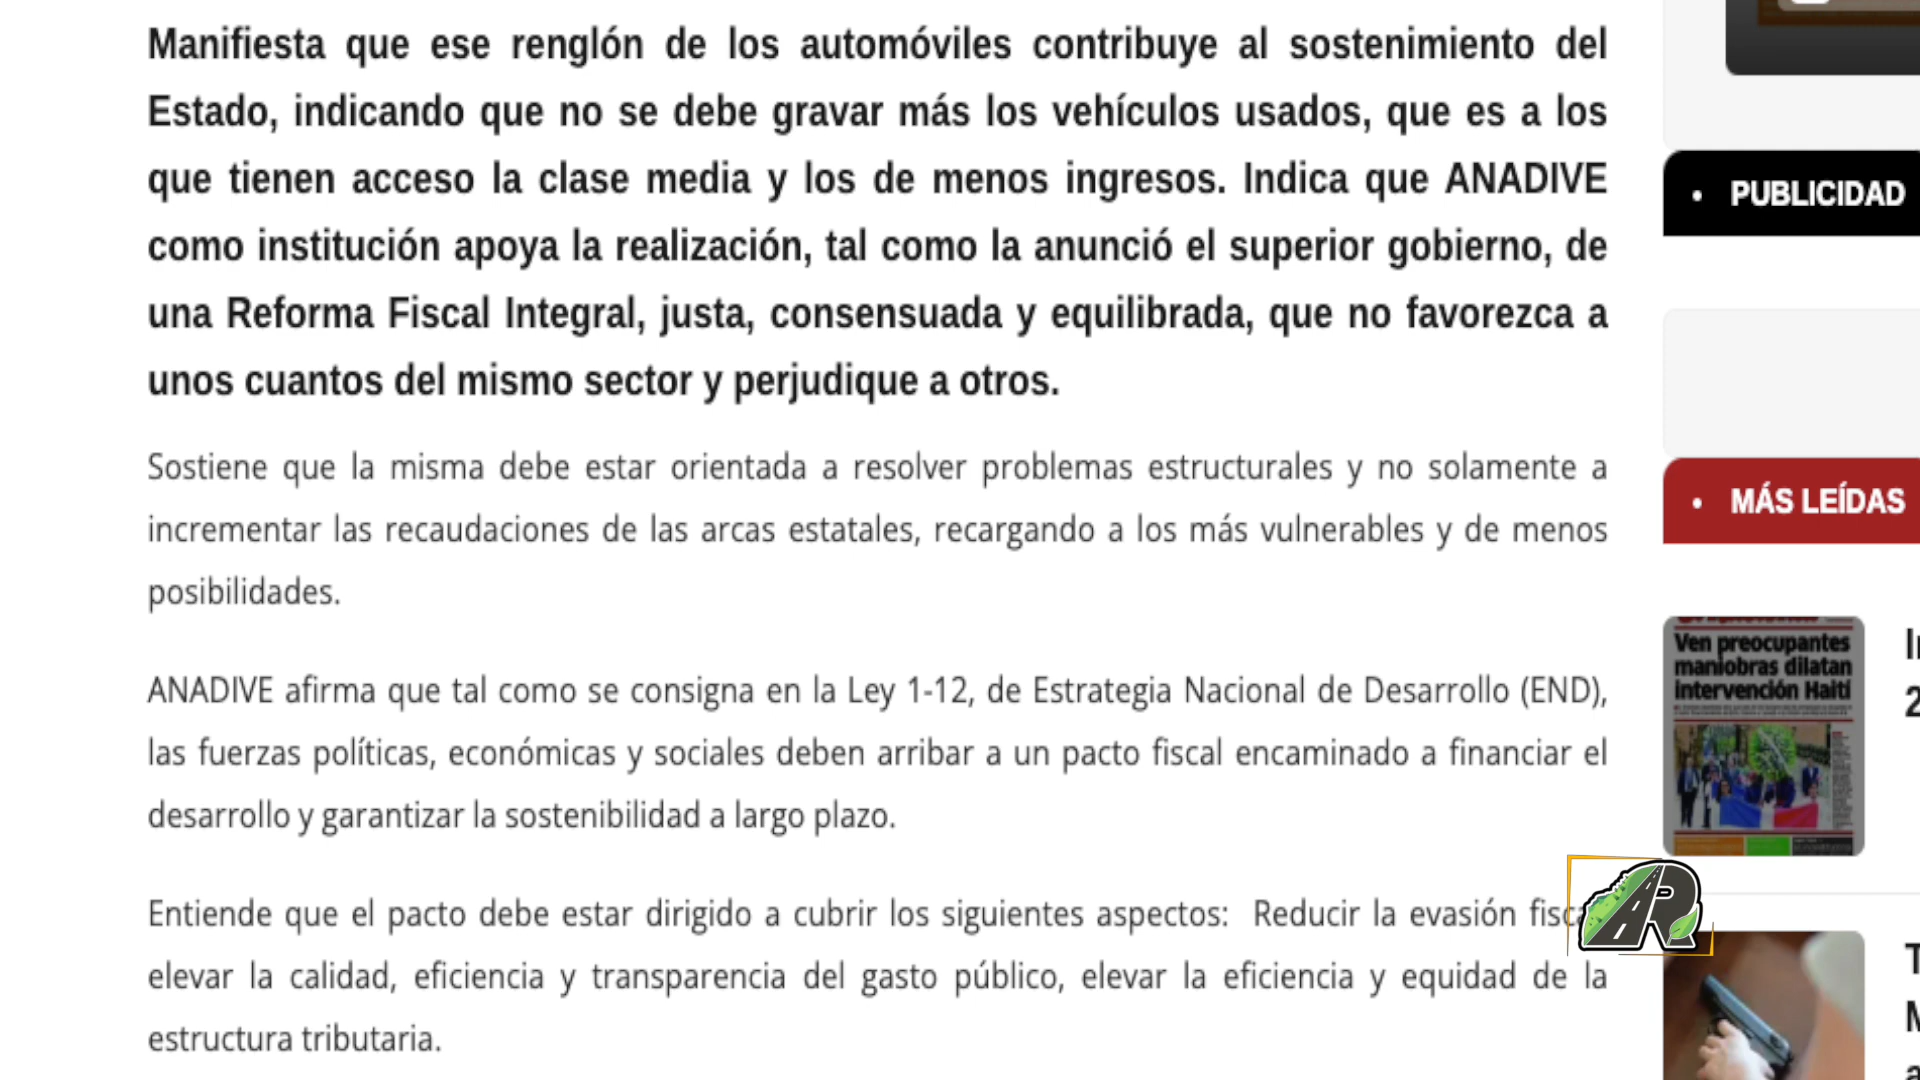 Manifiesta que ese renglón de los automóviles contribuye al sostenimiento del
Estado, indicando que no se debe gravar más los vehículos usados, que es a los
que tienen acceso la clase media y los de menos ingresos. Indica que ANADIVE
como institución apoya la realización, tal como la anunció el superior gobierno, de
una Reforma Fiscal Integral, justa, consensuada y equilibrada, que no favorezca a
unos cuantos del mismo sector y perjudique a otros.
Sostiene que la misma debe estar orientada a resolver problemas estructurales y no solamente a
incrementar las recaudaciones de las arcas estatales, recargando a los más vulnerables y de menos
posibilidades.
ANADIVE afirma que tal como se consigna en la Ley 1-12, de Estrategia Nacional de Desarrollo (END),
las fuerzas políticas, económicas y sociales deben arribar a un pacto fiscal encaminado a financiar el
desarrollo y garantizar la sostenibilidad a largo plazo.
Entiende que el pacto debe estar dirigido a cubrir los siguientes aspectos: Reducir la evasión
elevar la calidad, eficiencia y transparencia del gasto público, elevar la eficiencia y equidad de la
estructura tributaria.
• PUBLICIDAD
• MÁS LEÍDAS
Ven preocupantes
maniobras dilatan
intervención Haití
2
T
M
a
AR